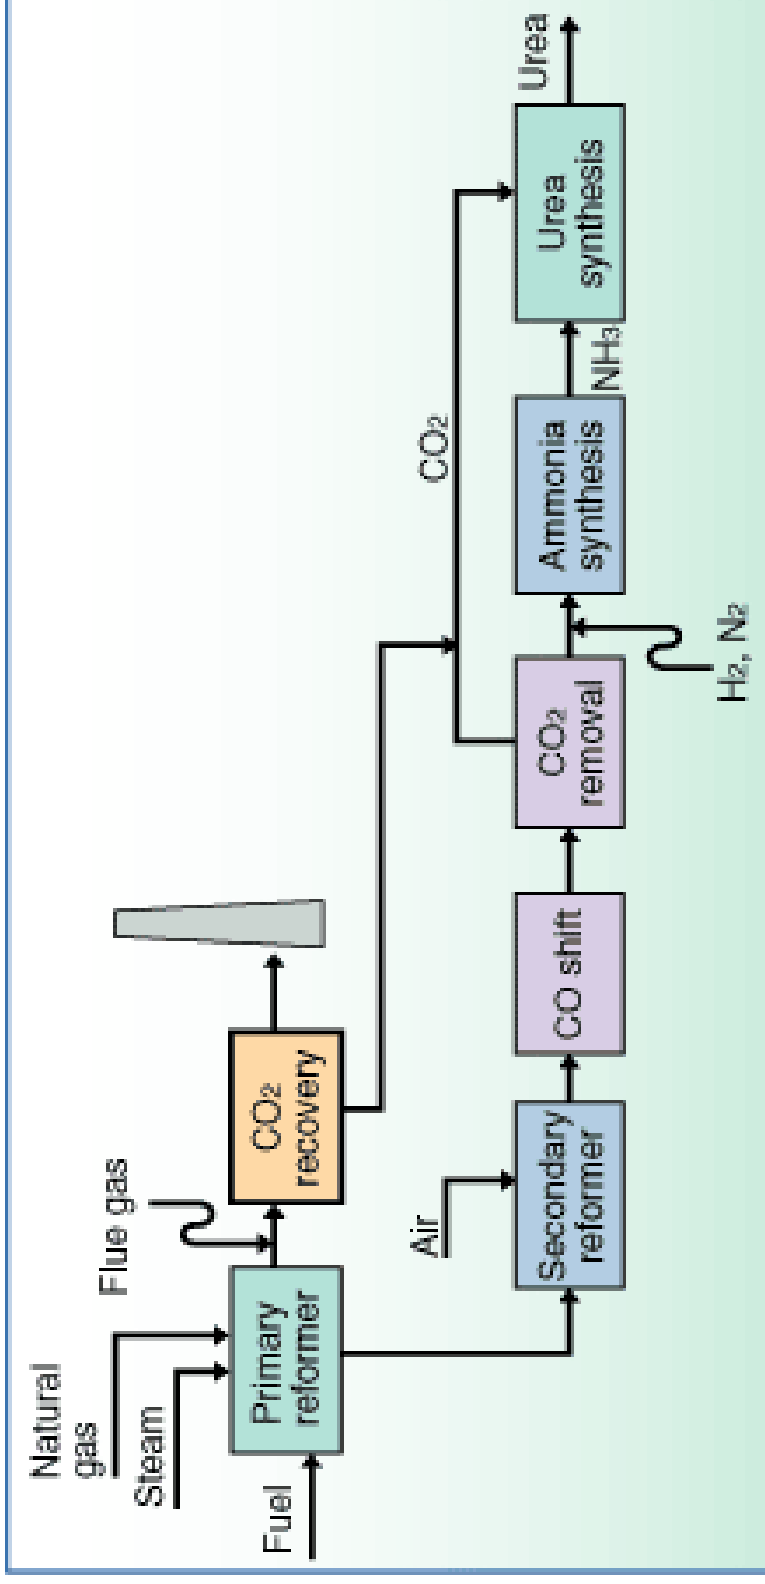 Natural
gas
Steam
Fuel
Flue gas
Primary
reformer
CO₂
recovery
Air
Secondary
reformer
CO shift
CO₂
removal
CO₂
H₂, N₂
Ammonia
synthesis
NH₃
Urea
synthesis
Urea